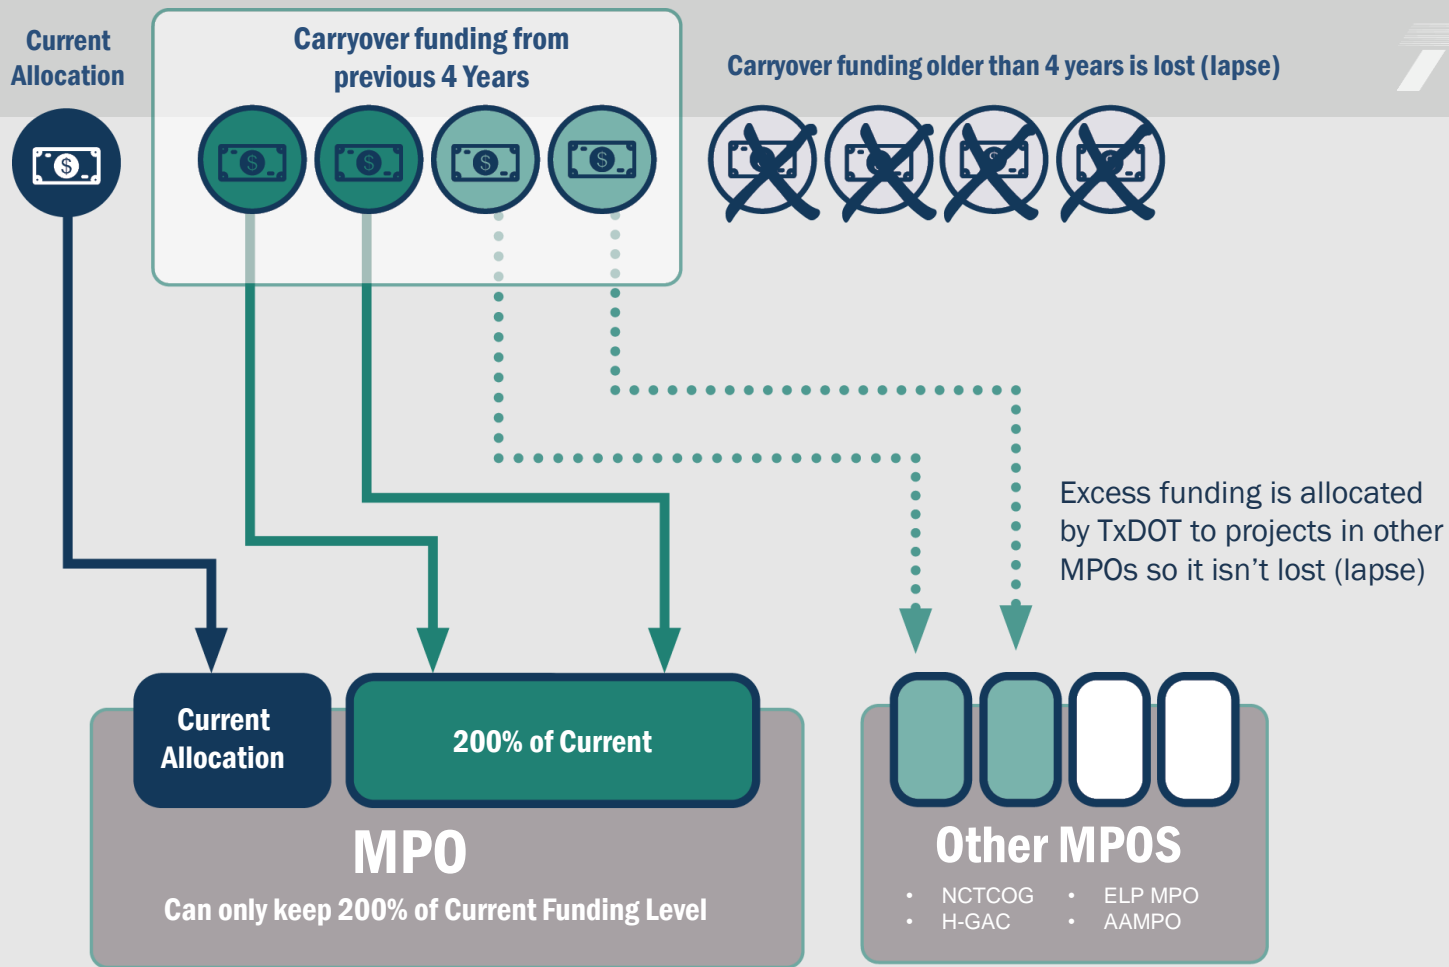 Current
Allocation
Carryover funding from
previous 4 Years
Carryover funding older than 4 years is lost (lapse)
$
$
$
$
$
Excess funding is allocated
by TxDOT to projects in other
MPOs so it isn't lost (lapse)
Current
Allocation
200% of Current
MPO
Can only keep 200% of Current Funding Level
Other MPOS
• NCTCOG • ELP MPO
• H-GAC • AAMPO